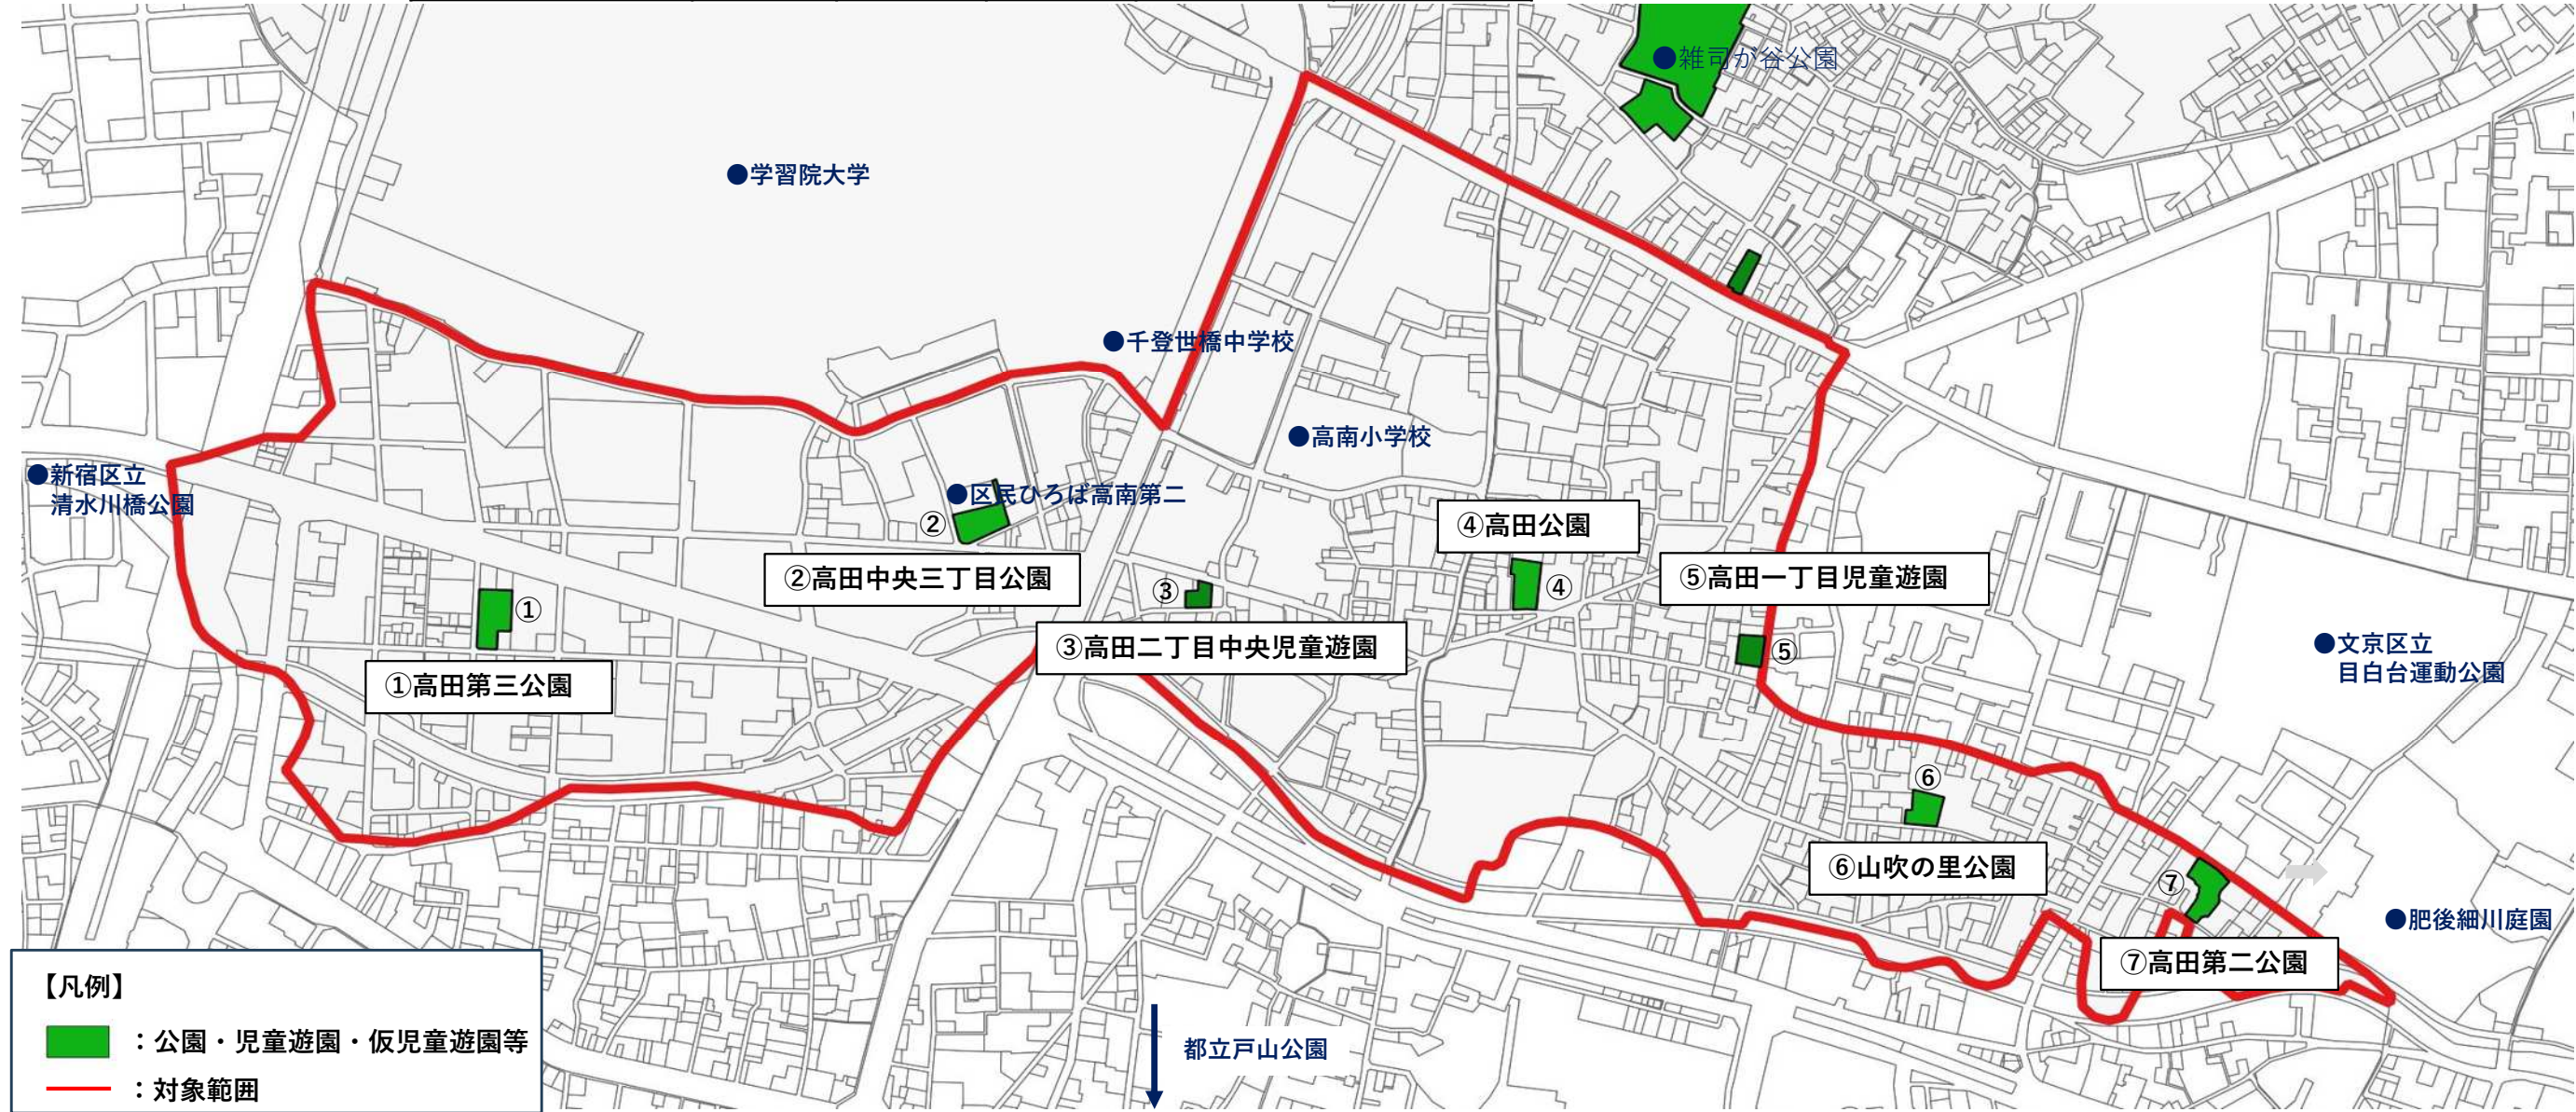 ●雑司が谷公園
●学習院大学
●千登世橋中学校
●高南小学校
●新宿区立
清水川橋公園
●区民ひろば高南第二
②
④高田公園
②高田中央三丁目公園
⑤高田一丁目児童遊園
①
③
④
③高田二丁目中央児童遊園
⑤
●文京区立
目白台運動公園
①高田第三公園
⑥
⑥山吹の里公園
⑦
●肥後細川庭園
⑦高田第二公園
【凡例】
：公園・児童遊園・仮児童遊園等
：対象範囲
都立戸山公園